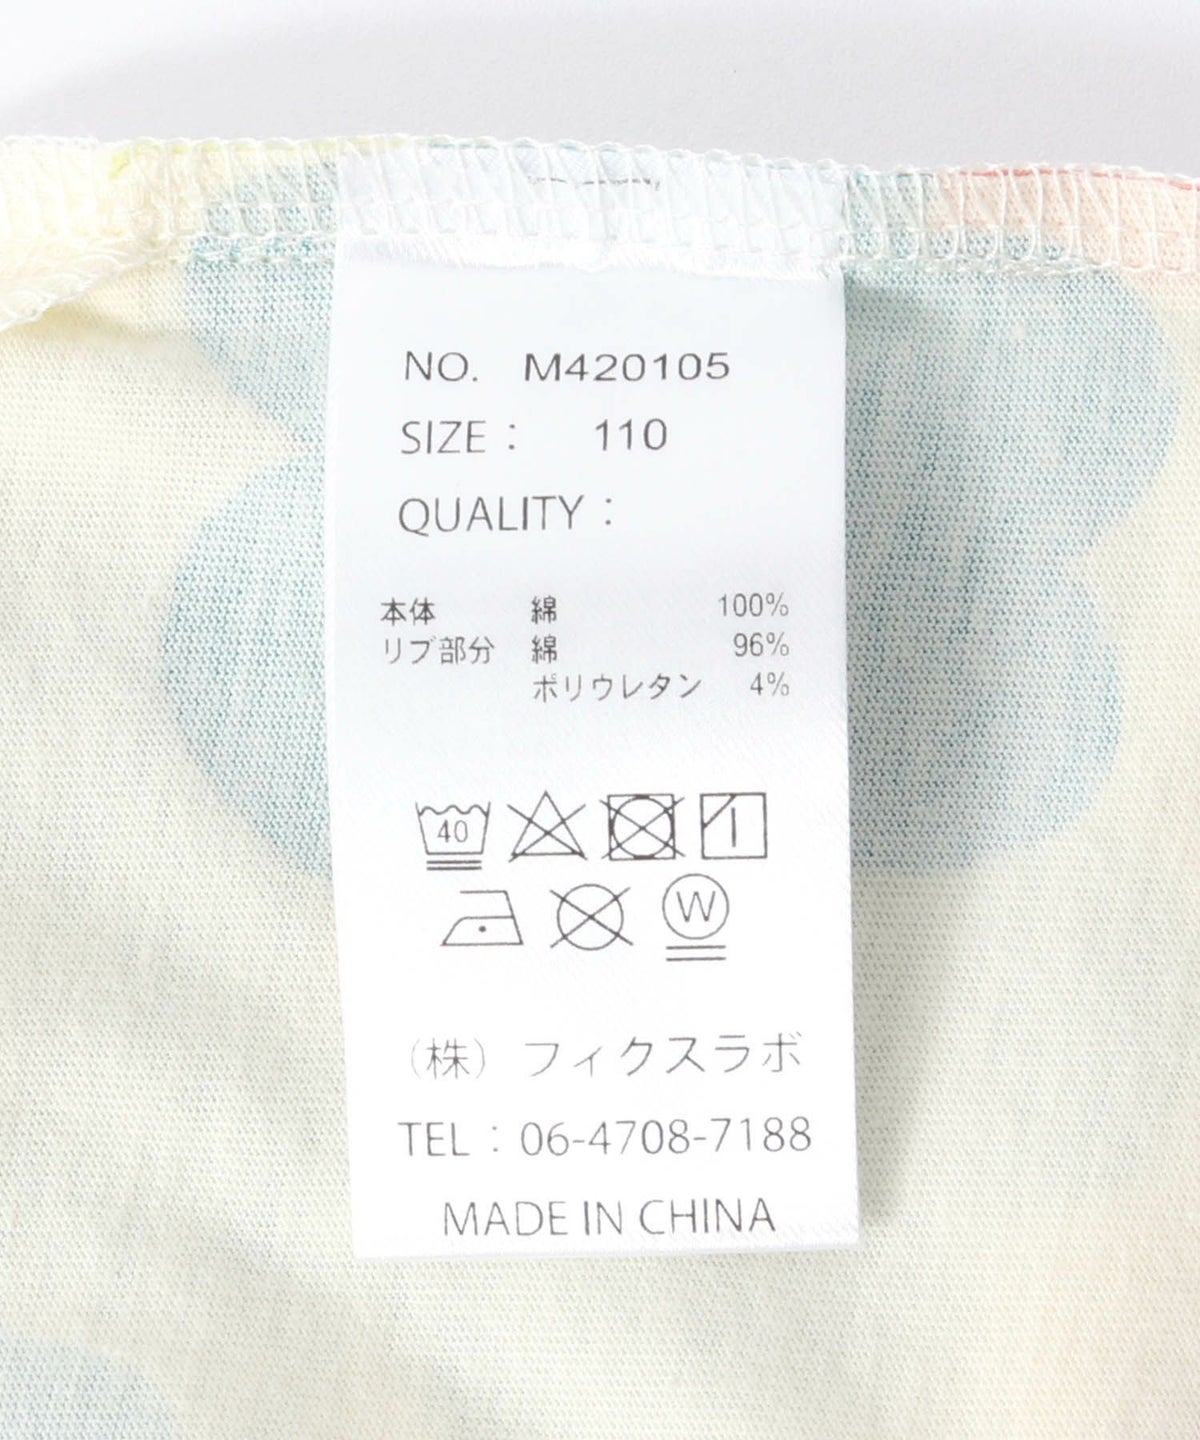 NO. M420105
SIZE : 110
QUALITY :
本体 綿 100%
リブ部分 綿 96%
ポリウレタン 4%
40
W
(株) フィクスラボ
TEL : 06-4708-7188
MADE IN CHINA